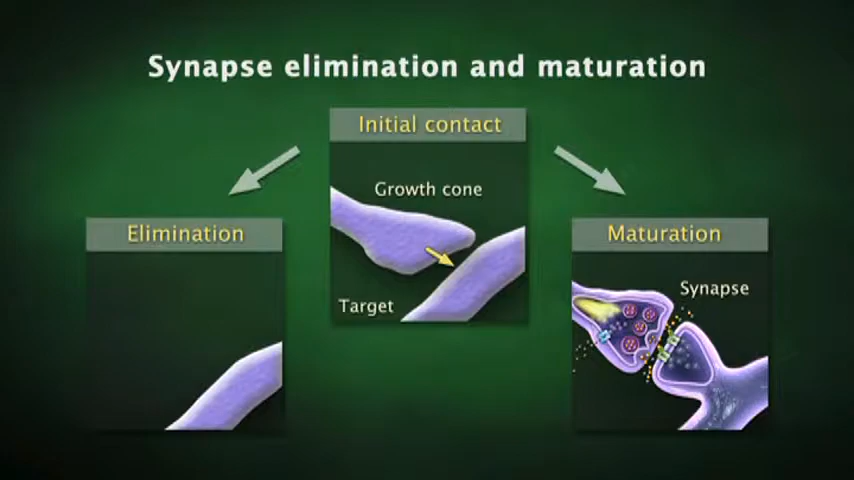 Synapse elimination and maturation
Initial contact
Growth cone
Target
Elimination
Maturation
Synapse